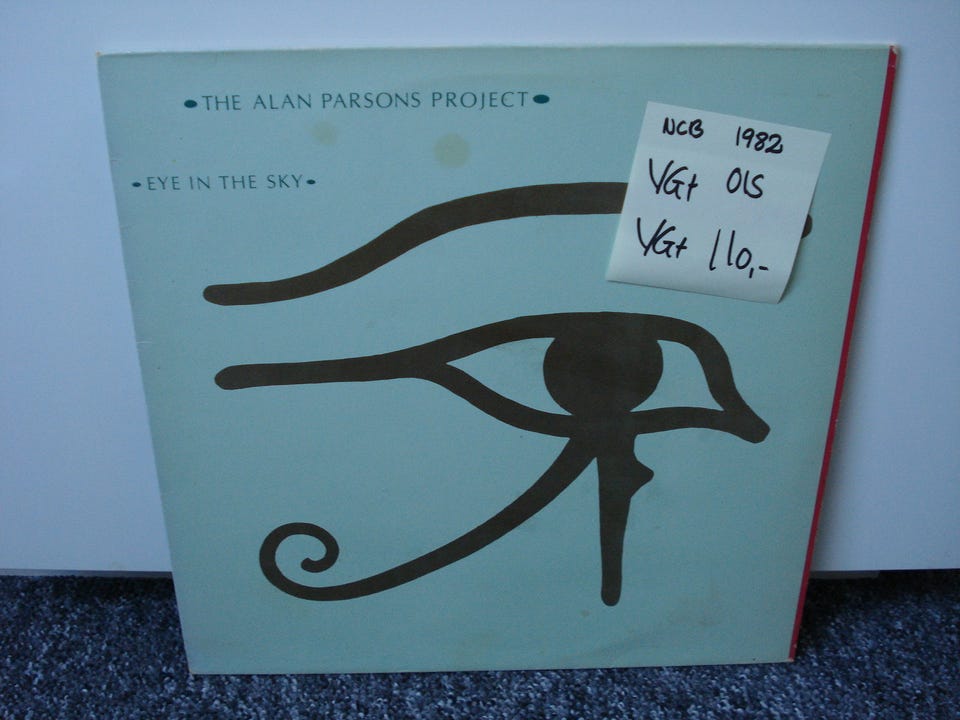 •THE ALAN PARSONS PROJECT•
•EYE IN THE SKY•
NCB 1982
VG+ OIS
VG+ 110,-